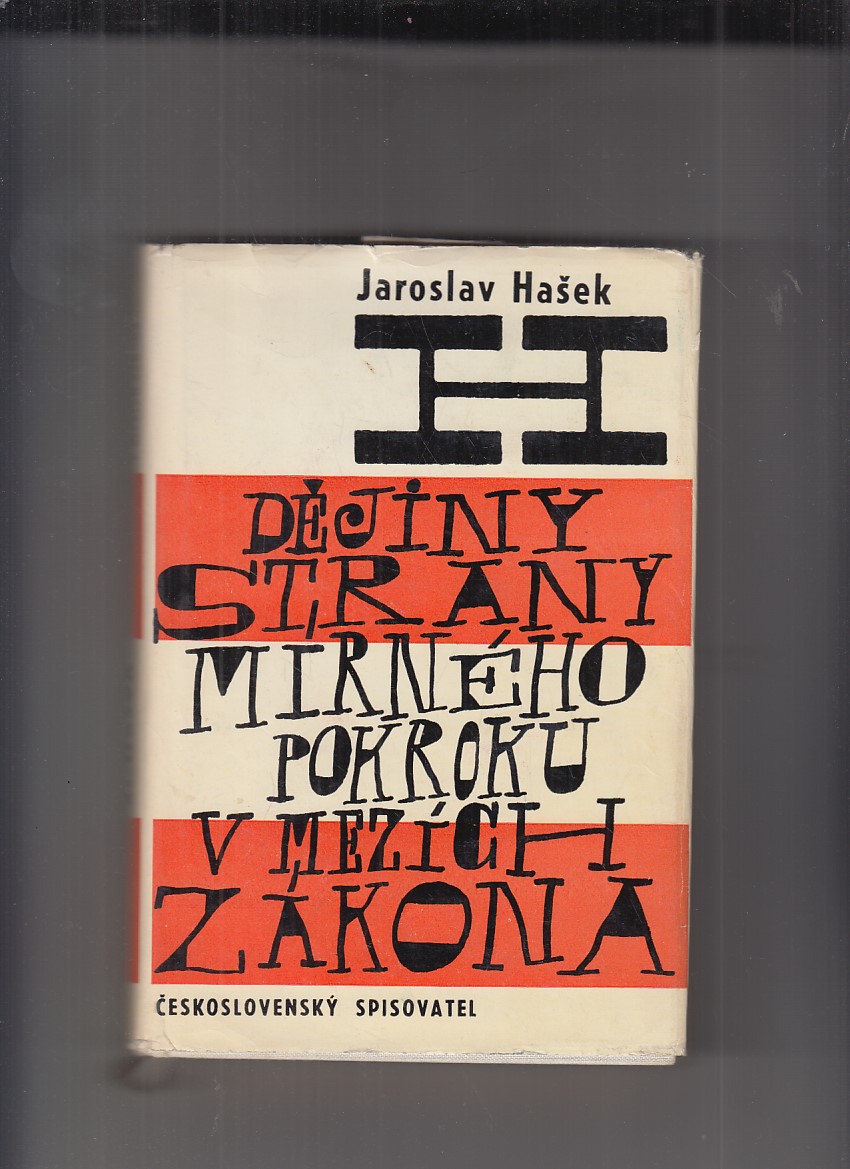 Jaroslav Hašek
H
DĚJINY
STRANY
MÍRNÉHO
POKROKU
V MEZÍCH
ZÁKONA
ČESKOSLOVENSKÝ SPISOVATEL